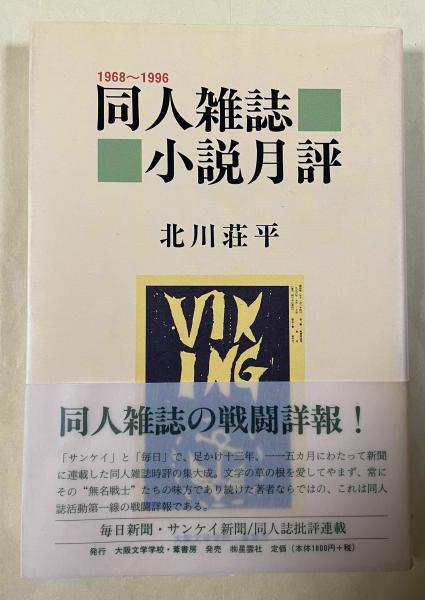 1968〜1996
同人雑誌
小説月評
北川荘平
VIKING
同人雑誌の戦闘詳報！
「サンケイ」と「毎日」で、足かけ十三年、一一五カ月にわたって新聞
に連載した同人雑誌時評の集大成。文学の草の根を愛してやまず、常に
その“無名戦士”たちの味方であり続けた著者ならではの、これは同人
誌活動第一線の戦闘詳報である。
毎日新聞・サンケイ新聞/同人誌批評連載
発行 大阪文学学校・葦書房 発売 ㈱星雲社 定価（本体1800円＋税）